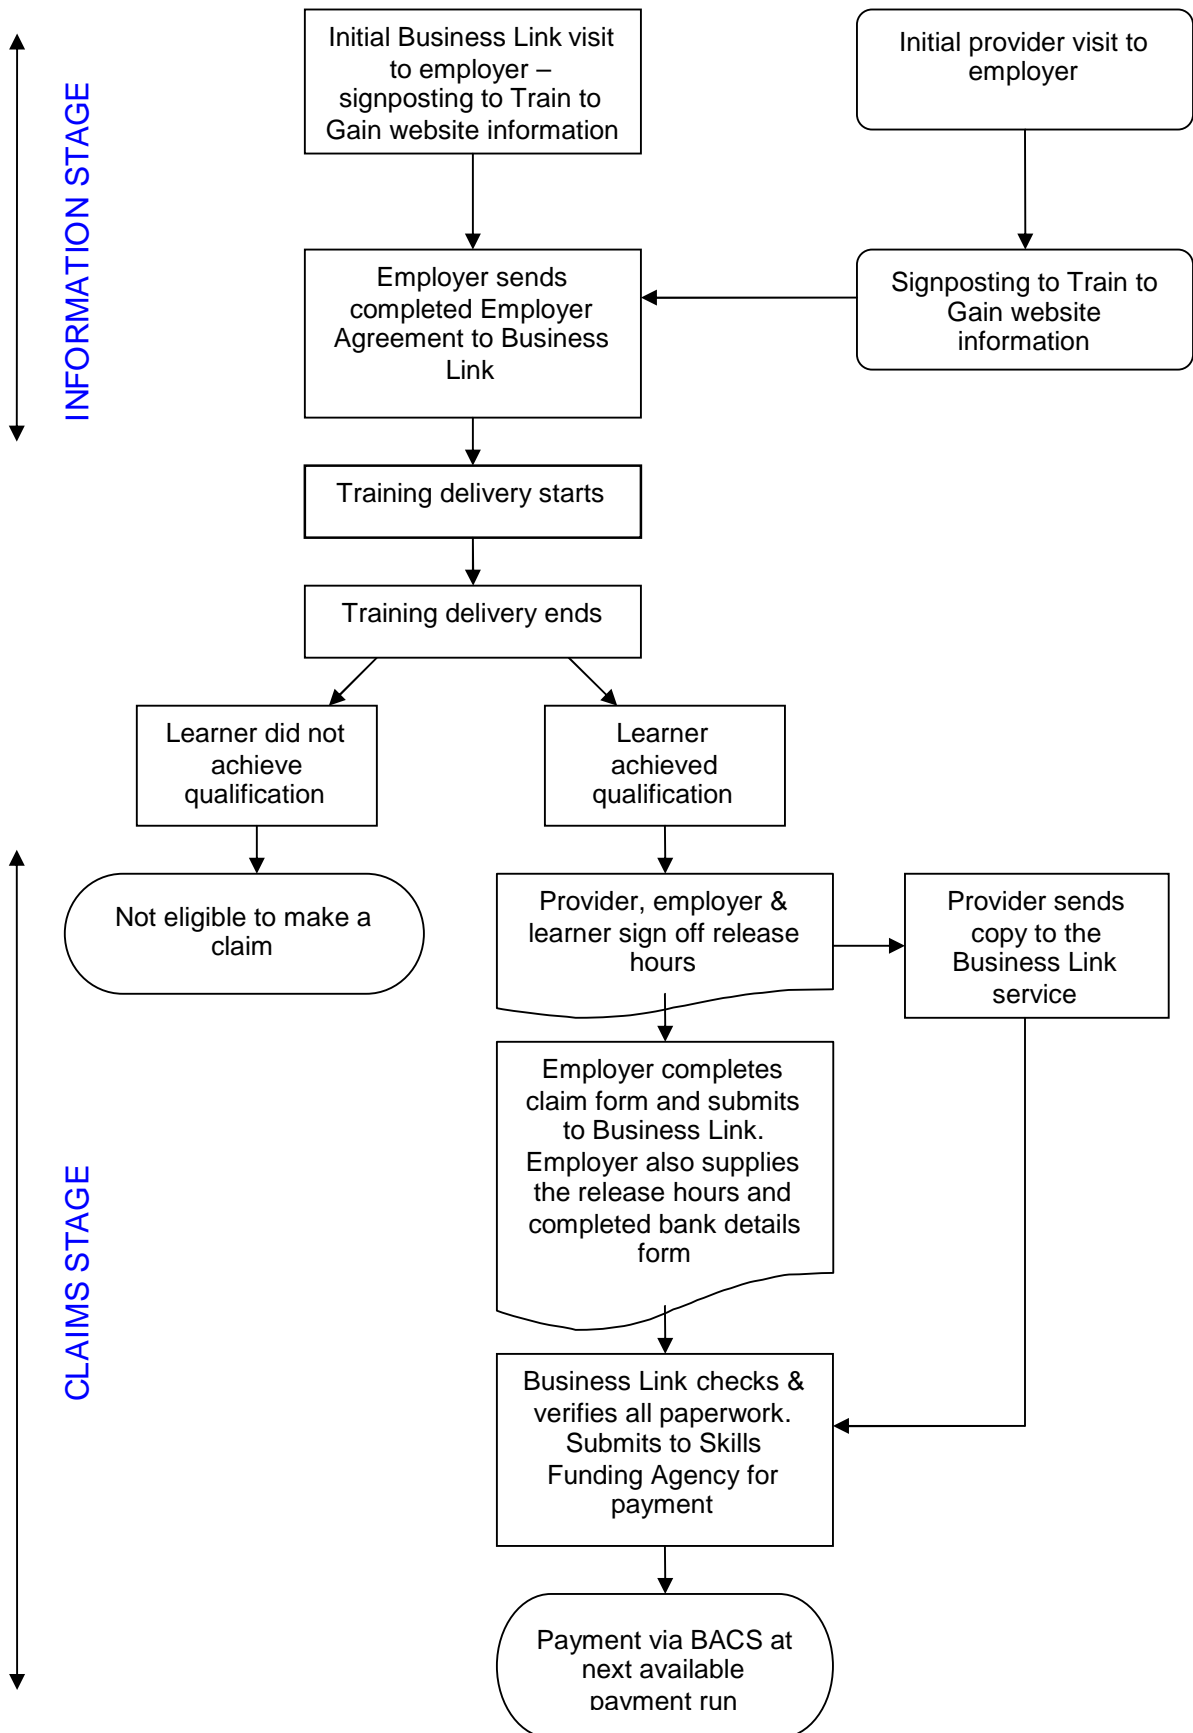 Initial Business Link visit
to employer –
signposting to Train to
Gain website information
Initial provider visit to
employer
INFORMATION STAGE
Employer sends
completed Employer
Agreement to Business
Link
Signposting to Train to
Gain website
information
Training delivery starts
Training delivery ends
Learner did not
achieve
qualification
Learner
achieved
qualification
Not eligible to make a
claim
Provider, employer &
learner sign off release
hours
Provider sends
copy to the
Business Link
service
CLAIMS STAGE
Employer completes
claim form and submits
to Business Link.
Employer also supplies
the release hours and
completed bank details
form
Business Link checks &
verifies all paperwork.
Submits to Skills
Funding Agency for
payment
Payment via BACS at
next available
payment run